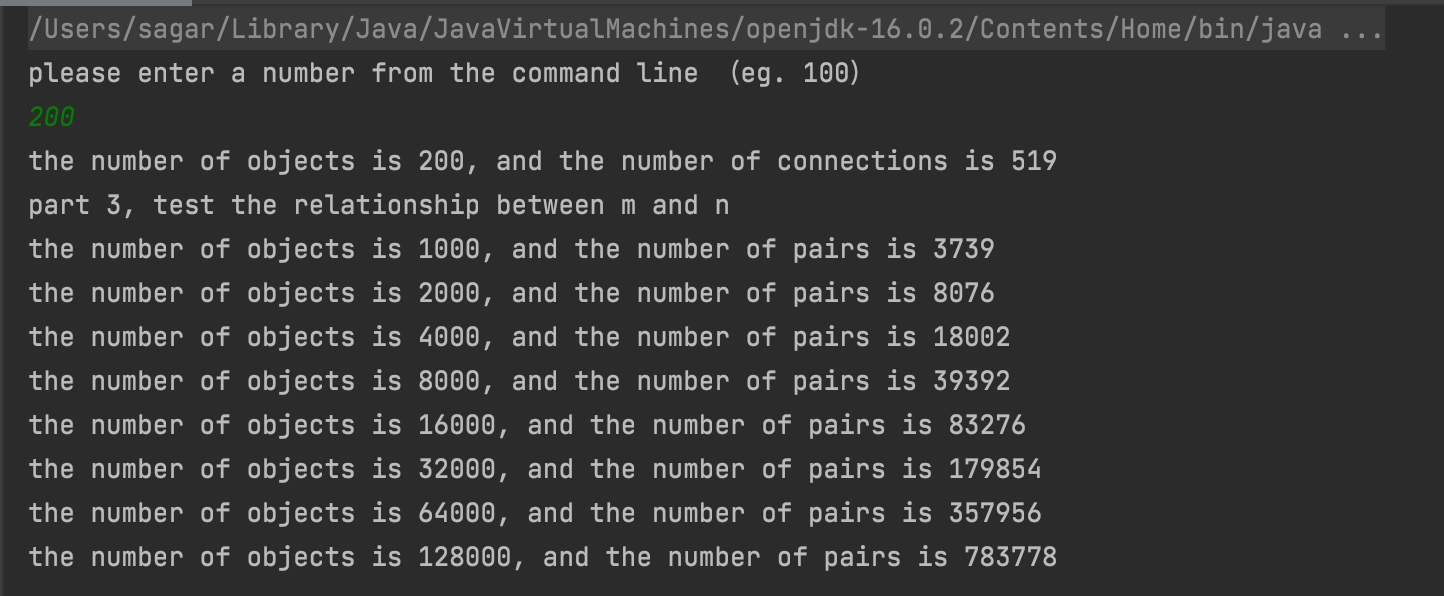 /Users/sagar/Library/Java/JavaVirtualMachines/openjdk-16.0.2/Contents/Home/bin/java ...
please enter a number from the command line （eg. 100）
200
the number of objects is 200, and the number of connections is 519
part 3, test the relationship between m and n
the number of objects is 1000, and the number of pairs is 3739
the number of objects is 2000, and the number of pairs is 8076
the number of objects is 4000, and the number of pairs is 18002
the number of objects is 8000, and the number of pairs is 39392
the number of objects is 16000, and the number of pairs is 83276
the number of objects is 32000, and the number of pairs is 179854
the number of objects is 64000, and the number of pairs is 357956
the number of objects is 128000, and the number of pairs is 783778